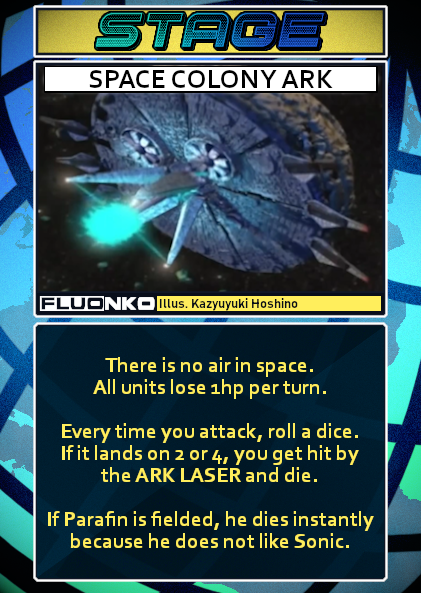 STAGE
SPACE COLONY ARK
FLUONKO Illus. Kazyuyuki Hoshino
There is no air in space.
All units lose 1hp per turn.
Every time you attack, roll a dice.
If it lands on 2 or 4, you get hit by
the ARK LASER and die.
If Parafin is fielded, he dies instantly
because he does not like Sonic.